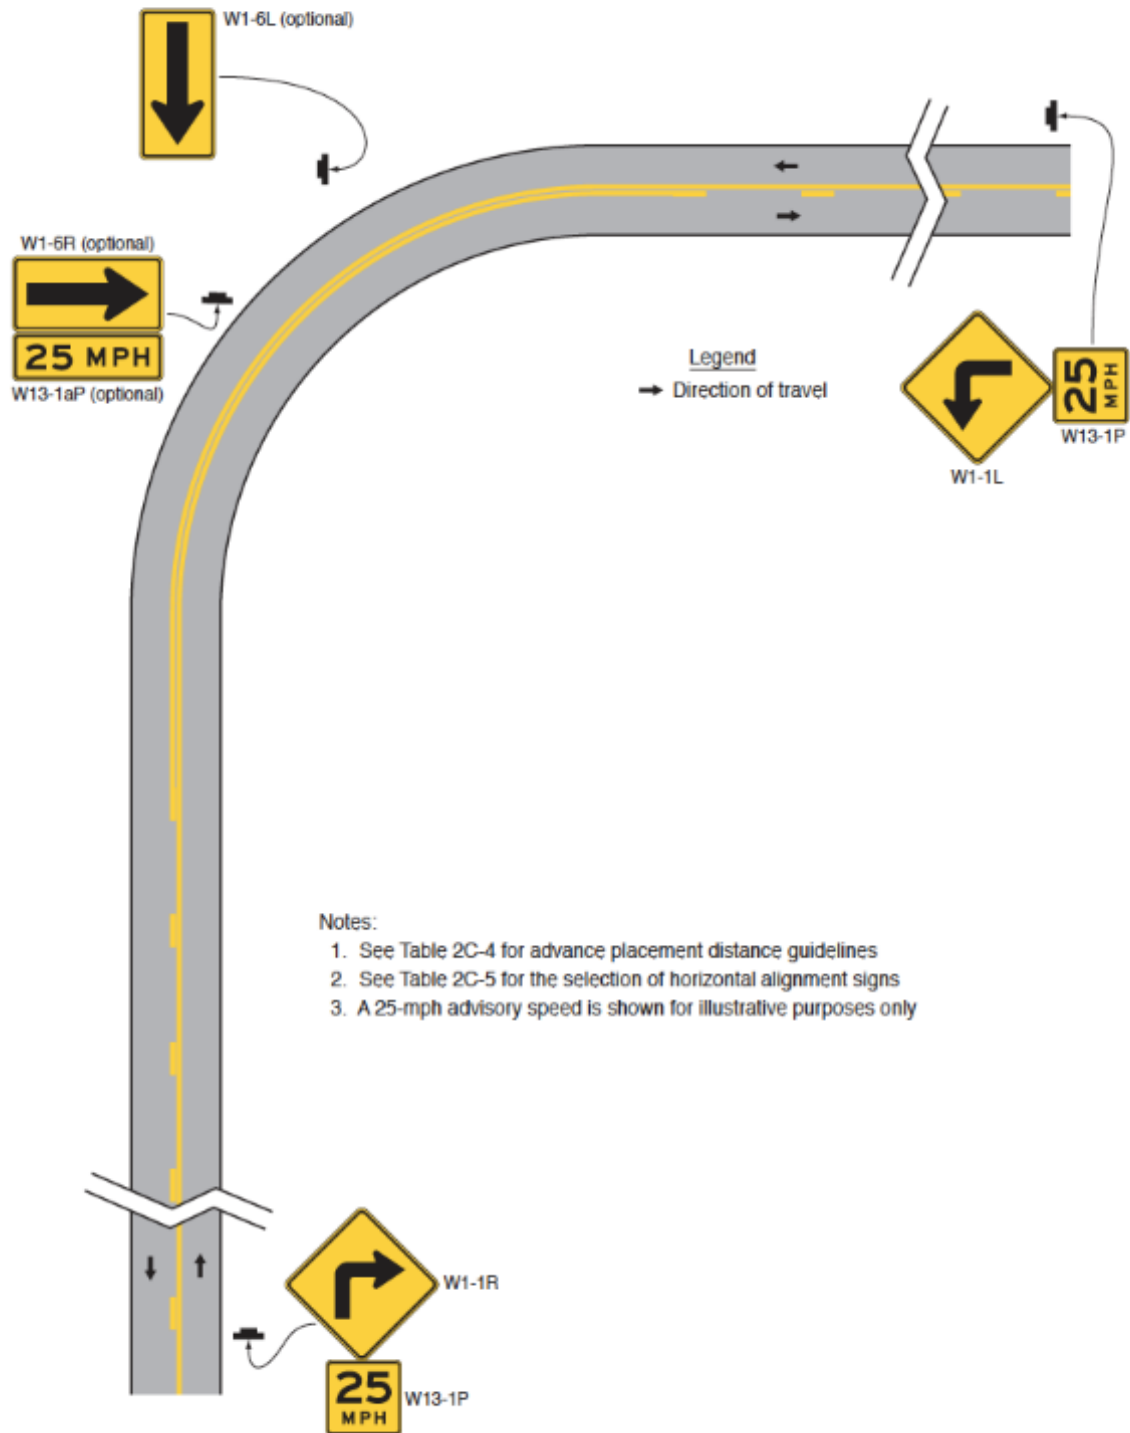 W1-6L (optional)
W1-6R (optional)
25 MPH
W13-1aP (optional)
Legend
Direction of travel
25
MPH
W13-1P
W1-1L
Notes:
1. See Table 2C-4 for advance placement distance guidelines
2. See Table 2C-5 for the selection of horizontal alignment signs
3. A 25-mph advisory speed is shown for illustrative purposes only
W1-1R
25
MPH
W13-1P